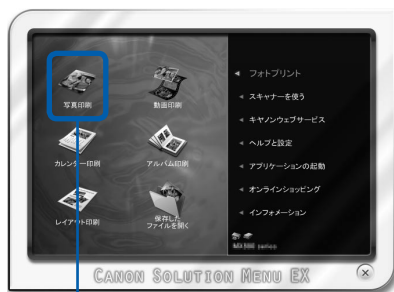 写真印刷
動画印刷
カレンダー印刷
アルバム印刷
レイアウト印刷
保存した
ファイルを開く
フォトプリント
スキャナーを使う
キヤノンウェブサービス
ヘルプと設定
アプリケーションの起動
オンラインショッピング
インフォメーション
series
CANON SOLUTION MENU EX